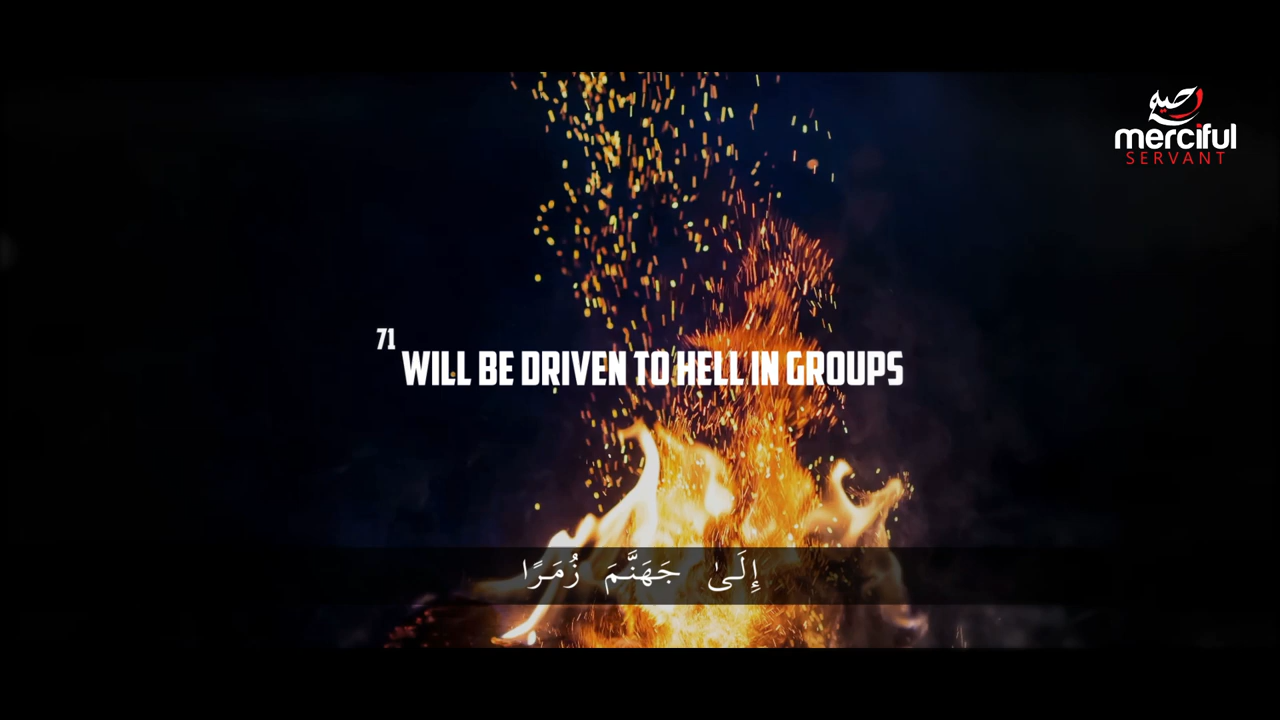 merciful
SERVANT
71
WILL BE DRIVEN TO HELL IN GROUPS
إِلَىٰ جَهَنَّمَ زُمَرًا